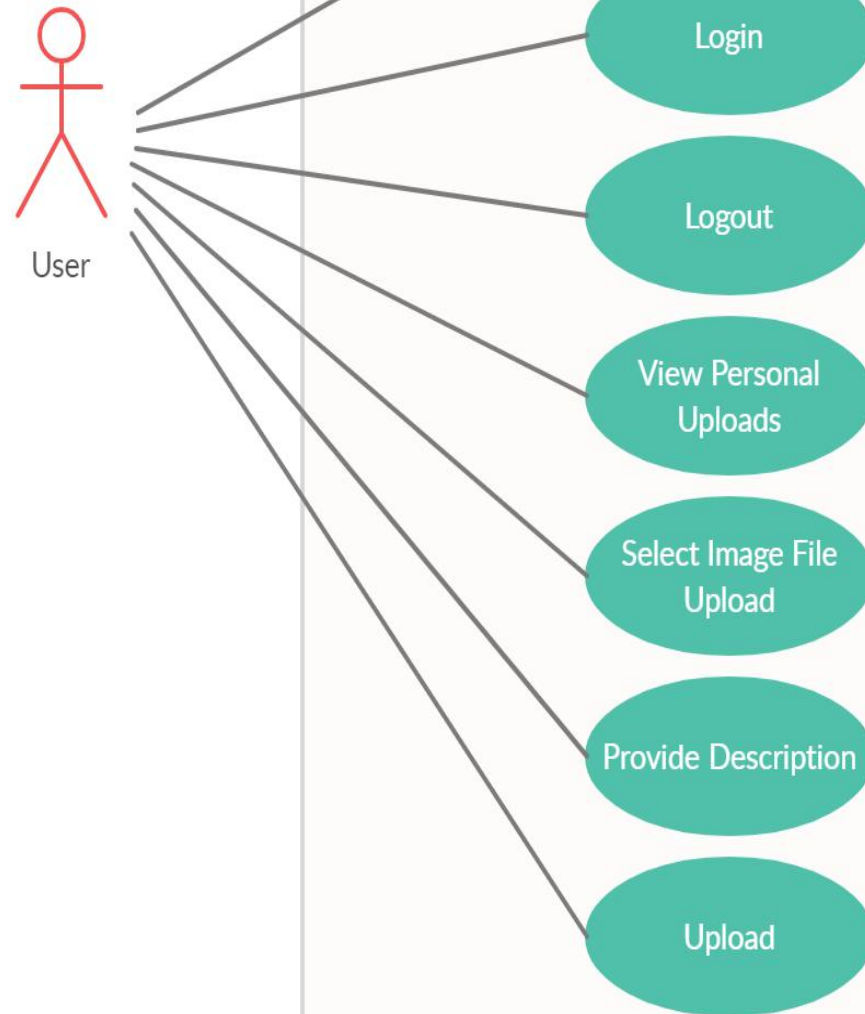 Login
Logout
User
View Personal
Uploads
Select Image File
Upload
Provide Description
Upload